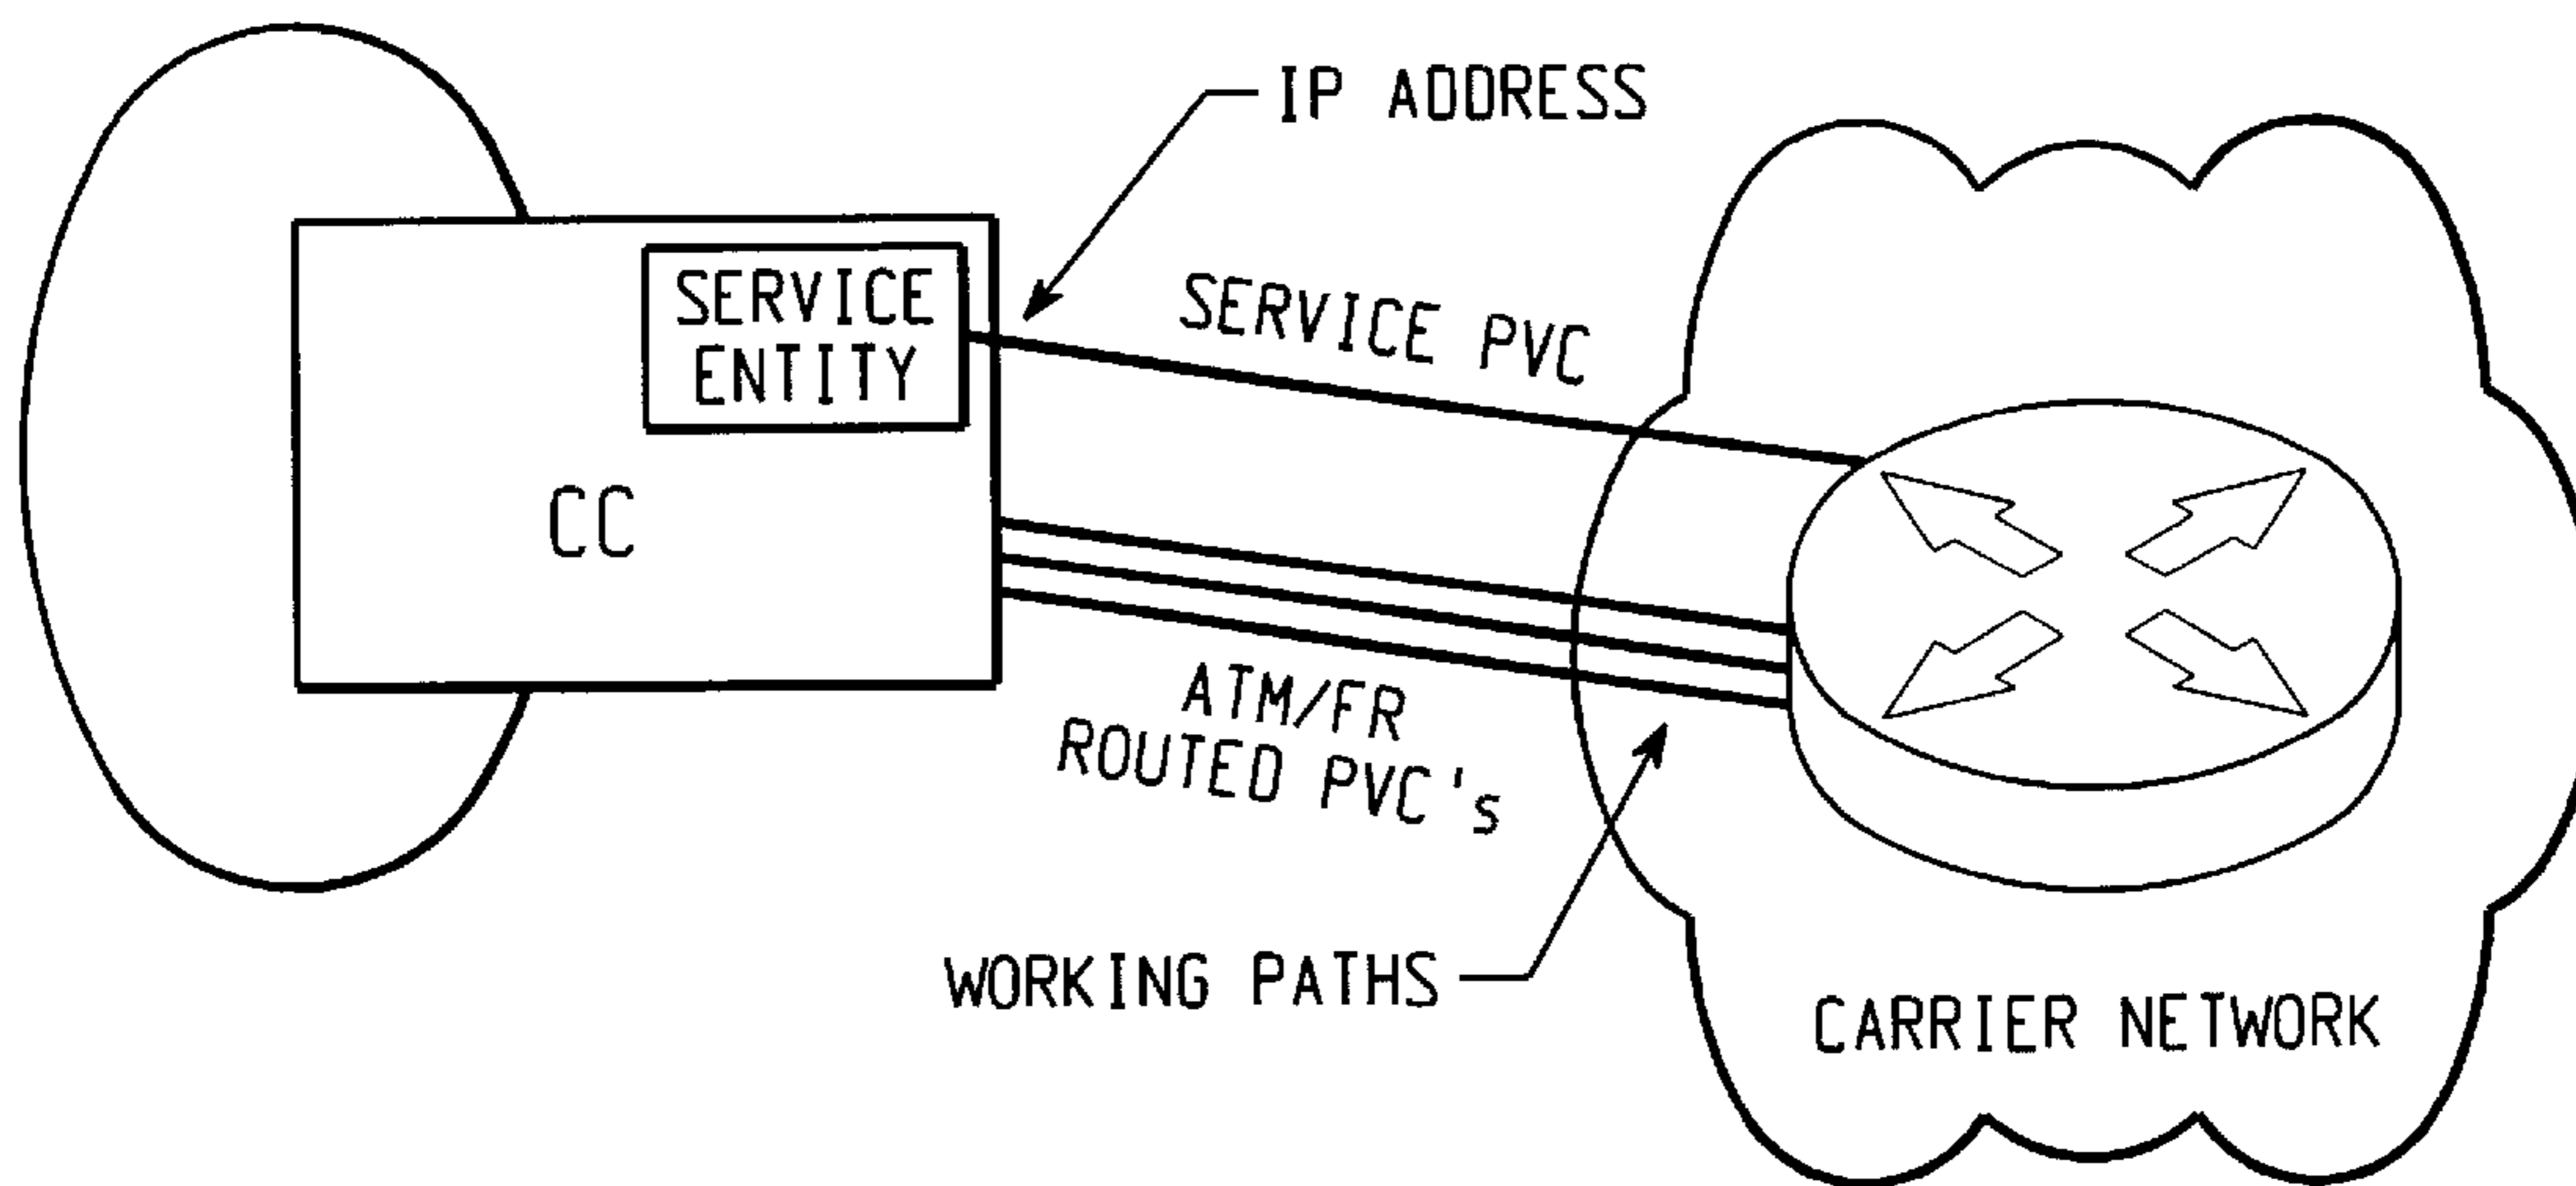 IP ADDRESS
SERVICE
ENTITY
SERVICE PVC
CC
ATM/FR
ROUTED PVC's
WORKING PATHS
CARRIER NETWORK